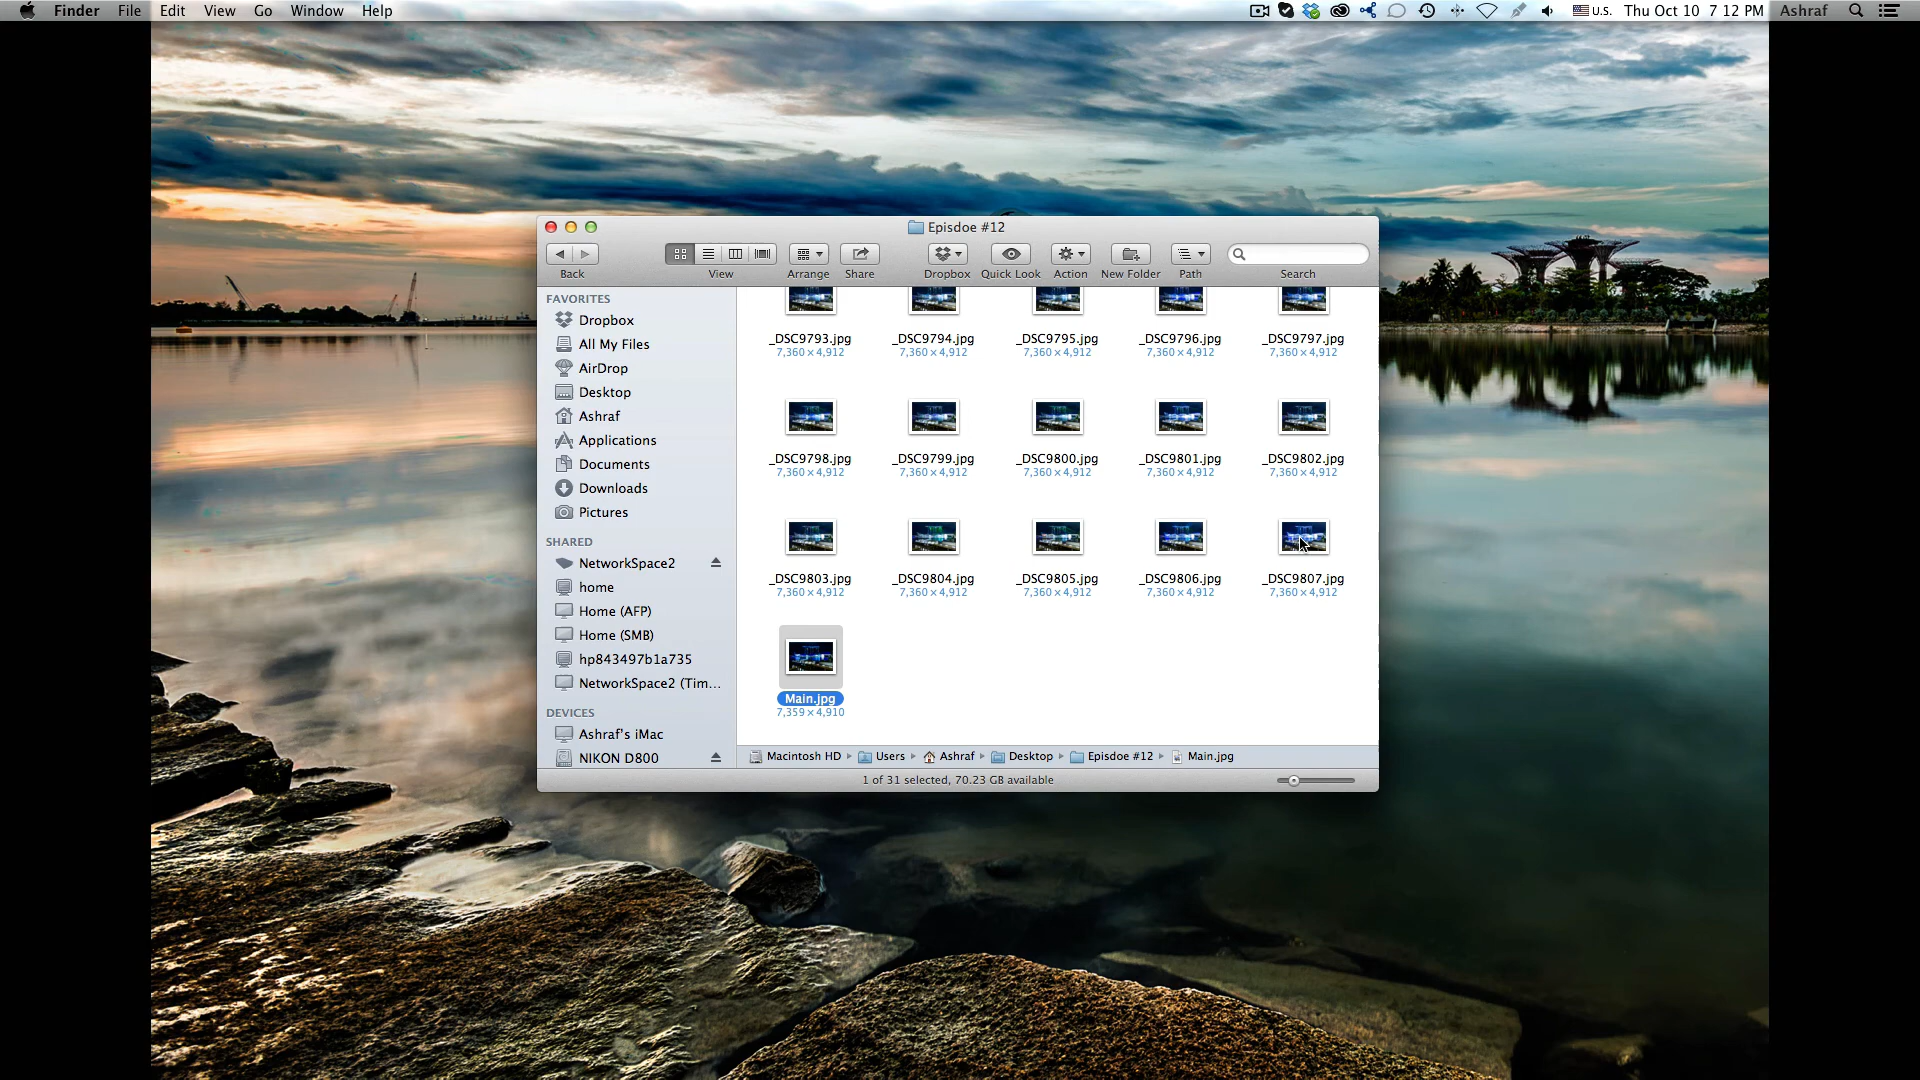 Finder File Edit View Go Window Help U.S. Thu Oct 10 7 12 PM Ashraf
Episdoe #12
Back View Arrange Share Dropbox Quick Look Action New Folder Path Search
FAVORITES
Dropbox
All My Files
AirDrop
Desktop
Ashraf
Applications
Documents
Downloads
Pictures
SHARED
NetworkSpace2
home
Home (AFP)
Home (SMB)
hp843497b1a735
NetworkSpace2 (Tim...
DEVICES
Ashraf's iMac
NIKON D800
_DSC9793.jpg _DSC9794.jpg _DSC9795.jpg _DSC9796.jpg _DSC9797.jpg
7,360 × 4,912 7,360 × 4,912 7,360 × 4,912 7,360 × 4,912 7,360 × 4,912
_DSC9798.jpg _DSC9799.jpg _DSC9800.jpg _DSC9801.jpg _DSC9802.jpg
7,360 × 4,912 7,360 × 4,912 7,360 × 4,912 7,360 × 4,912 7,360 × 4,912
_DSC9803.jpg _DSC9804.jpg _DSC9805.jpg _DSC9806.jpg _DSC9807.jpg
7,360 × 4,912 7,360 × 4,912 7,360 × 4,912 7,360 × 4,912 7,360 × 4,912
Main.jpg
7,359 × 4,910
Macintosh HD Users Ashraf Desktop Episdoe #12 Main.jpg
1 of 31 selected, 70.23 GB available